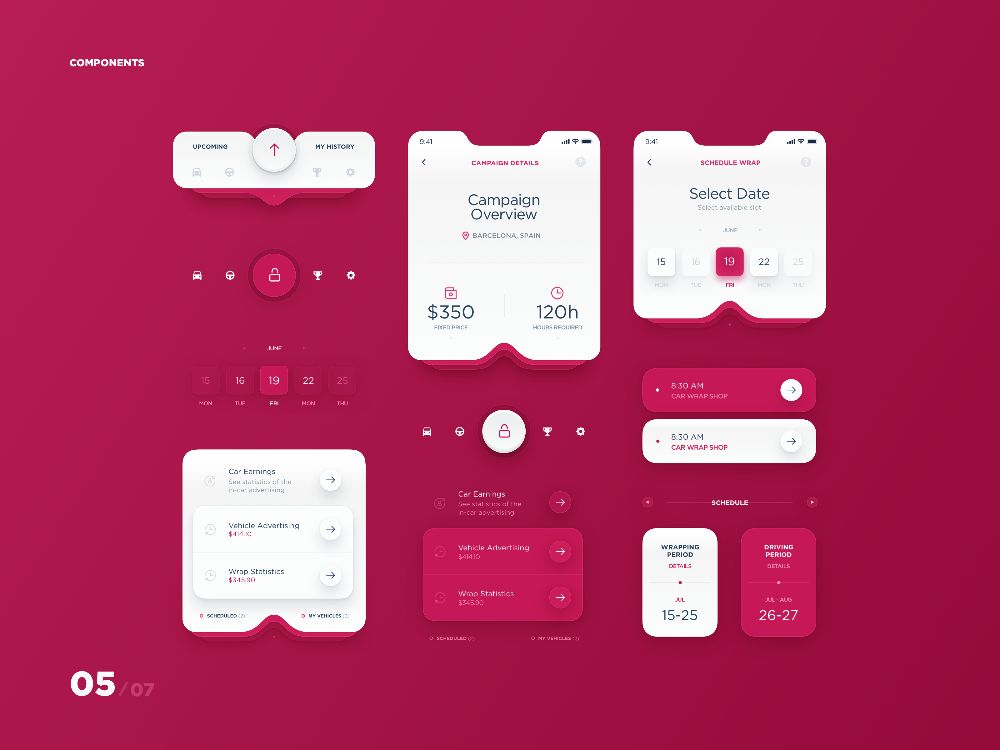 COMPONENTS
UPCOMING
MY HISTORY
JUNE
15 16 19 22 25
MON TUE FRI MON THU
Car Earnings
See statistics of the
in-car advertising
Vehicle Advertising
$414.10
Wrap Statistics
$345.90
SCHEDULED (2)
MY VEHICLES (3)
9:41
CAMPAIGN DETAILS
?
Campaign
Overview
BARCELONA, SPAIN
$350
FIXED PRICE
120h
HOURS REQUIRED
Car Earnings
See statistics of the
in-car advertising
Vehicle Advertising
$414.10
Wrap Statistics
$345.90
SCHEDULED
MY VEHICLES
9:41
SCHEDULE WRAP
?
Select Date
Select available slot
JUNE
15 16 19 22 25
MON TUE FRI MON THU
8:30 AM
CAR WRAP SHOP
8:30 AM
CAR WRAP SHOP
SCHEDULE
WRAPPING
PERIOD
DETAILS
JUL
15-25
DRIVING
PERIOD
DETAILS
JUL - AUG
26-27
05 / 07